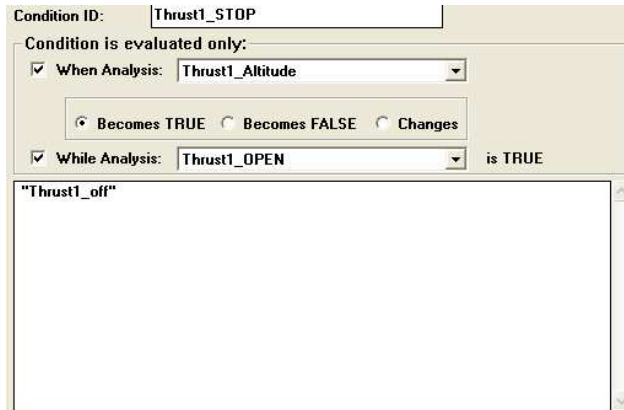 Condition ID: Thrust1_STOP
Condition is evaluated only:
When Analysis: Thrust1_Altitude
Becomes TRUE Becomes FALSE Changes
While Analysis: Thrust1_OPEN is TRUE
"Thrust1_off"